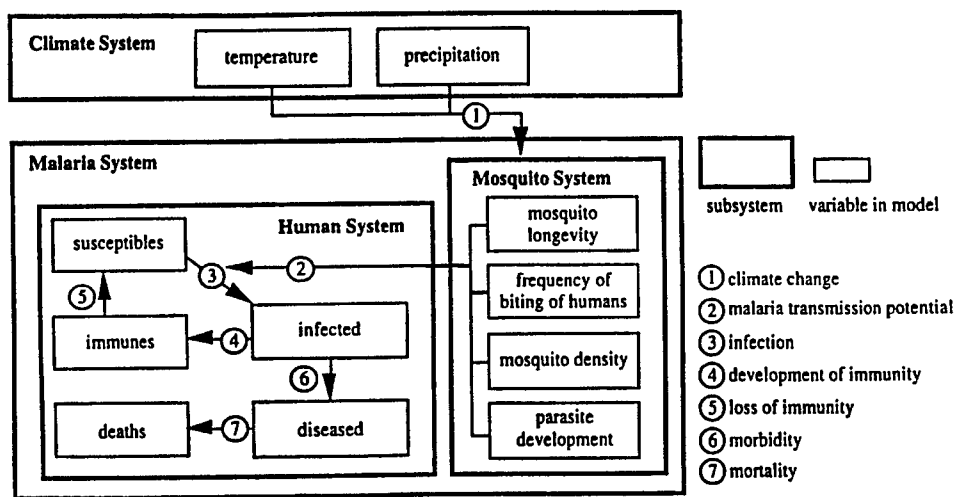 Climate System
temperature
precipitation
①
Malaria System
Mosquito System
mosquito
longevity
frequency of
biting of humans
mosquito density
parasite
development
Human System
susceptibles
③
②
⑤
infected
immunes
④
⑥
deaths
⑦
diseased
subsystem
variable in model
① climate change
② malaria transmission potential
③ infection
④ development of immunity
⑤ loss of immunity
⑥ morbidity
⑦ mortality